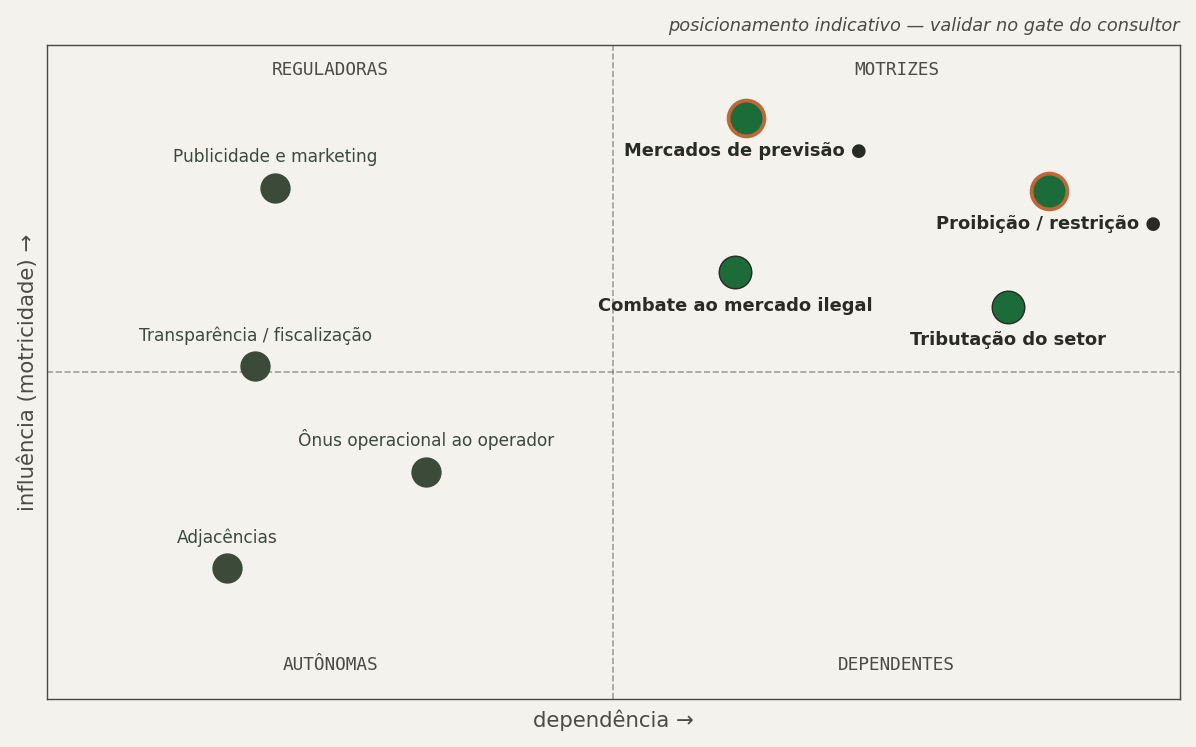 posicionamento indicativo — validar no gate do consultor
REGULADORAS
MOTRIZES
Publicidade e marketing
Mercados de previsão ●
Proibição / restrição ●
Combate ao mercado ilegal
Transparência / fiscalização
Tributação do setor
Ônus operacional ao operador
Adjacências
AUTÔNOMAS
DEPENDENTES
influência (motricidade) →
dependência →